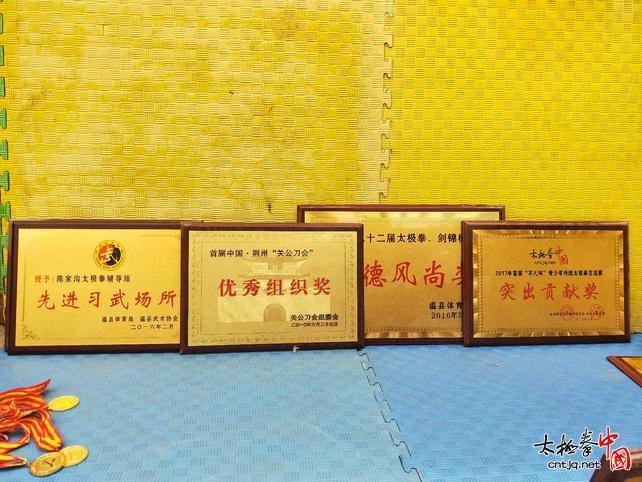 授予:陈家沟太极拳辅导站
先进习武场所
温县体育局 温县武术协会
二〇一六年二月
首届中国·荆州“关公刀会”
优秀组织奖
关公刀会组委会
二〇一〇年六月二十三日
十二届太极拳、剑锦标
德风尚奖
温县体育
2016年
太极拳中国
cntjq.net
2017年首届“不凡杯”青少年传统太极拳交流赛
突出贡献奖
太极拳中国
cntjq.net